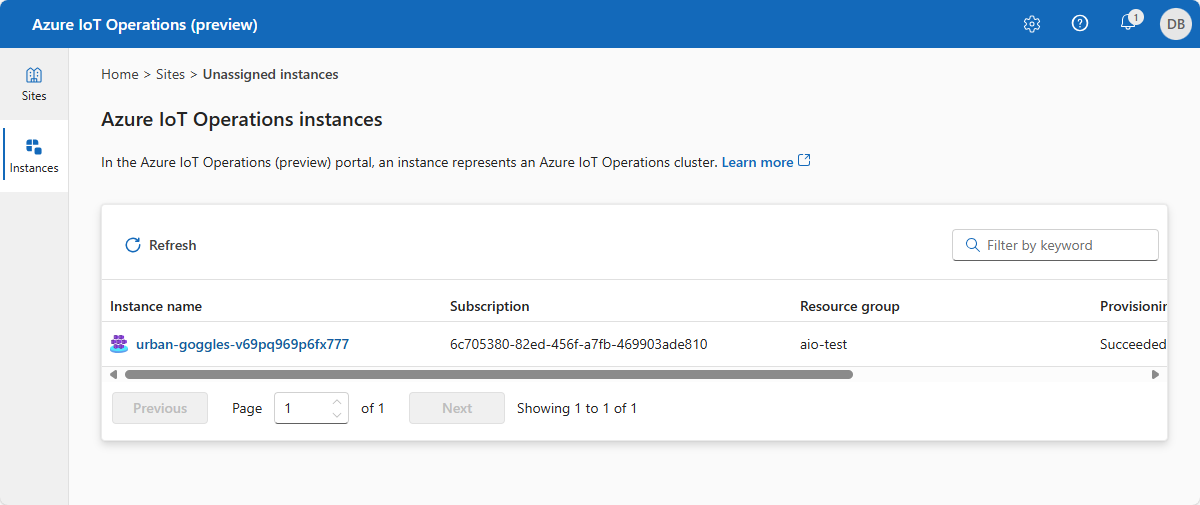 Azure IoT Operations (preview)
1
DB
Sites
Instances
Home > Sites > Unassigned instances
Azure IoT Operations instances
In the Azure IoT Operations (preview) portal, an instance represents an Azure IoT Operations cluster. Learn more
Refresh
Filter by keyword
Instance name Subscription Resource group Provisionin
urban-goggles-v69pq969p6fx777 6c705380-82ed-456f-a7fb-469903ade810 aio-test Succeeded
Previous Page 1 of 1 Next Showing 1 to 1 of 1